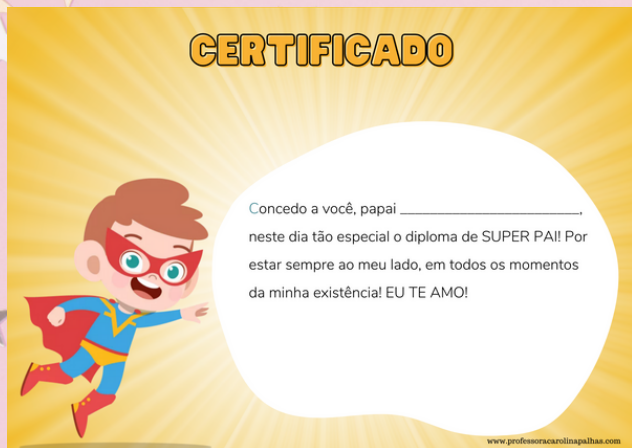 CERTIFICADO
Concedo a você, papai ________________________,
neste dia tão especial o diploma de SUPER PAI! Por
estar sempre ao meu lado, em todos os momentos
da minha existência! EU TE AMO!
www.professoracarolinapalhas.com